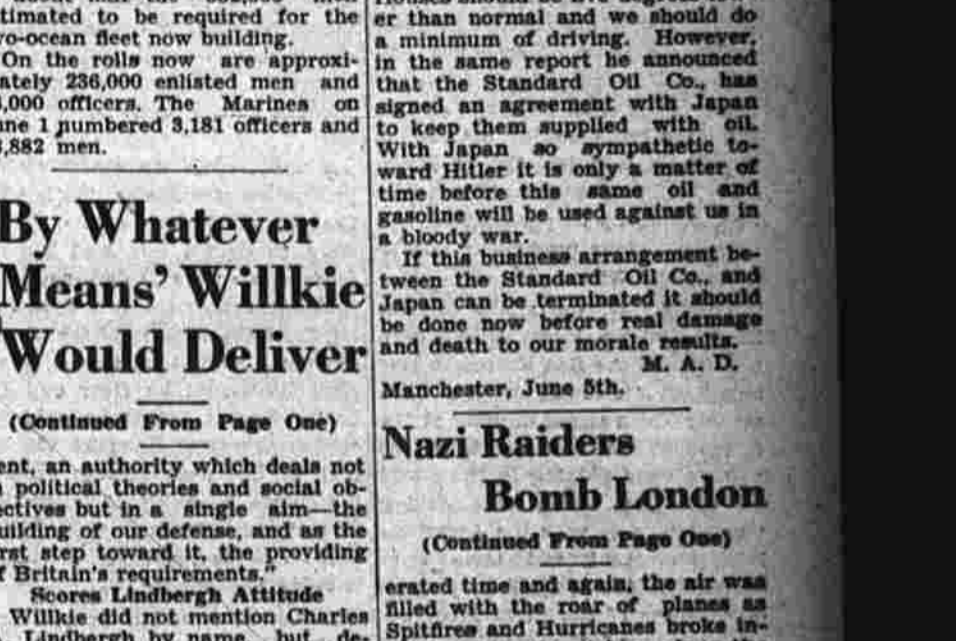 timated to be required for the
o-ocean fleet now building.
On the rolls now are approxi-
ately 236,000 enlisted men and
,000 officers. The Marines on
ne 1 numbered 3,181 officers and
,882 men.
By Whatever
Means' Willkie
Would Deliver
(Continued From Page One)
ent, an authority which deals not
political theories and social ob-
ectives but in a single aim—the
uilding of our defense, and as the
rst step toward it, the providing
f Britain's requirements."
Scores Lindbergh Attitude
Willkie did not mention Charles
Lindbergh by name, but de-
er than normal and we should do
a minimum of driving. However,
in the same report he announced
that the Standard Oil Co., has
signed an agreement with Japan
to keep them supplied with oil.
With Japan so sympathetic to-
ward Hitler it is only a matter of
time before this same oil and
gasoline will be used against us in
a bloody war.
If this business arrangement be-
tween the Standard Oil Co., and
Japan can be terminated it should
be done now before real damage
and death to our morale results.
M. A. D.
Manchester, June 5th.
Nazi Raiders
Bomb London
(Continued From Page One)
erated time and again; the air was
filled with the roar of planes as
Spitfires and Hurricanes broke in-